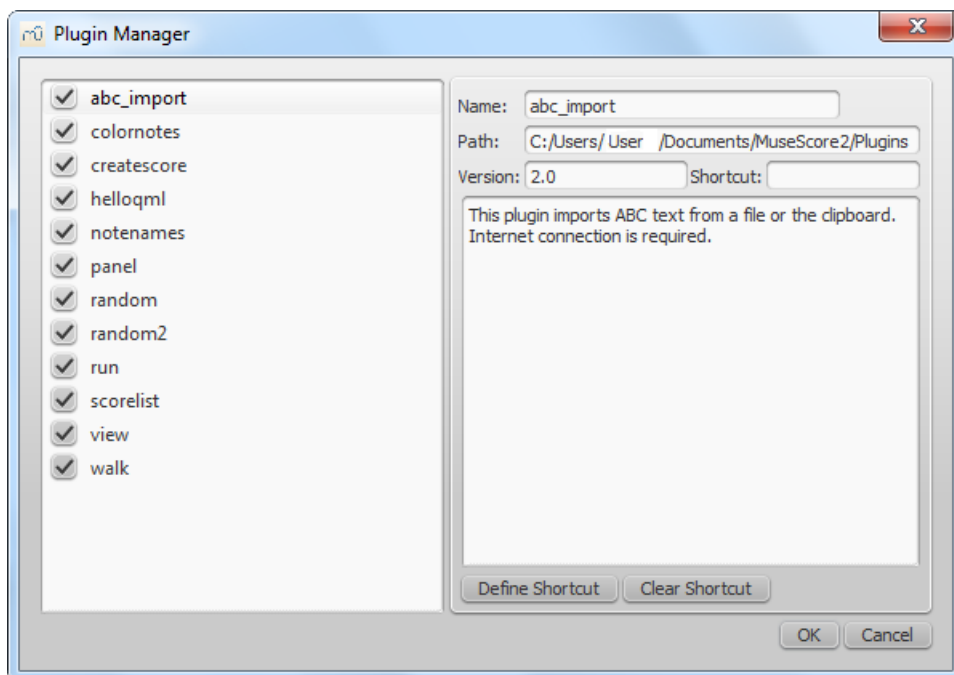 Plugin Manager
abc_import
colornotes
createscore
helloqml
notenames
panel
random
random2
run
scorelist
view
walk
Name: abc_import
Path: C:/Users/ User /Documents/MuseScore2/Plugins
Version: 2.0 Shortcut:
This plugin imports ABC text from a file or the clipboard.
Internet connection is required.
Define Shortcut Clear Shortcut
OK Cancel